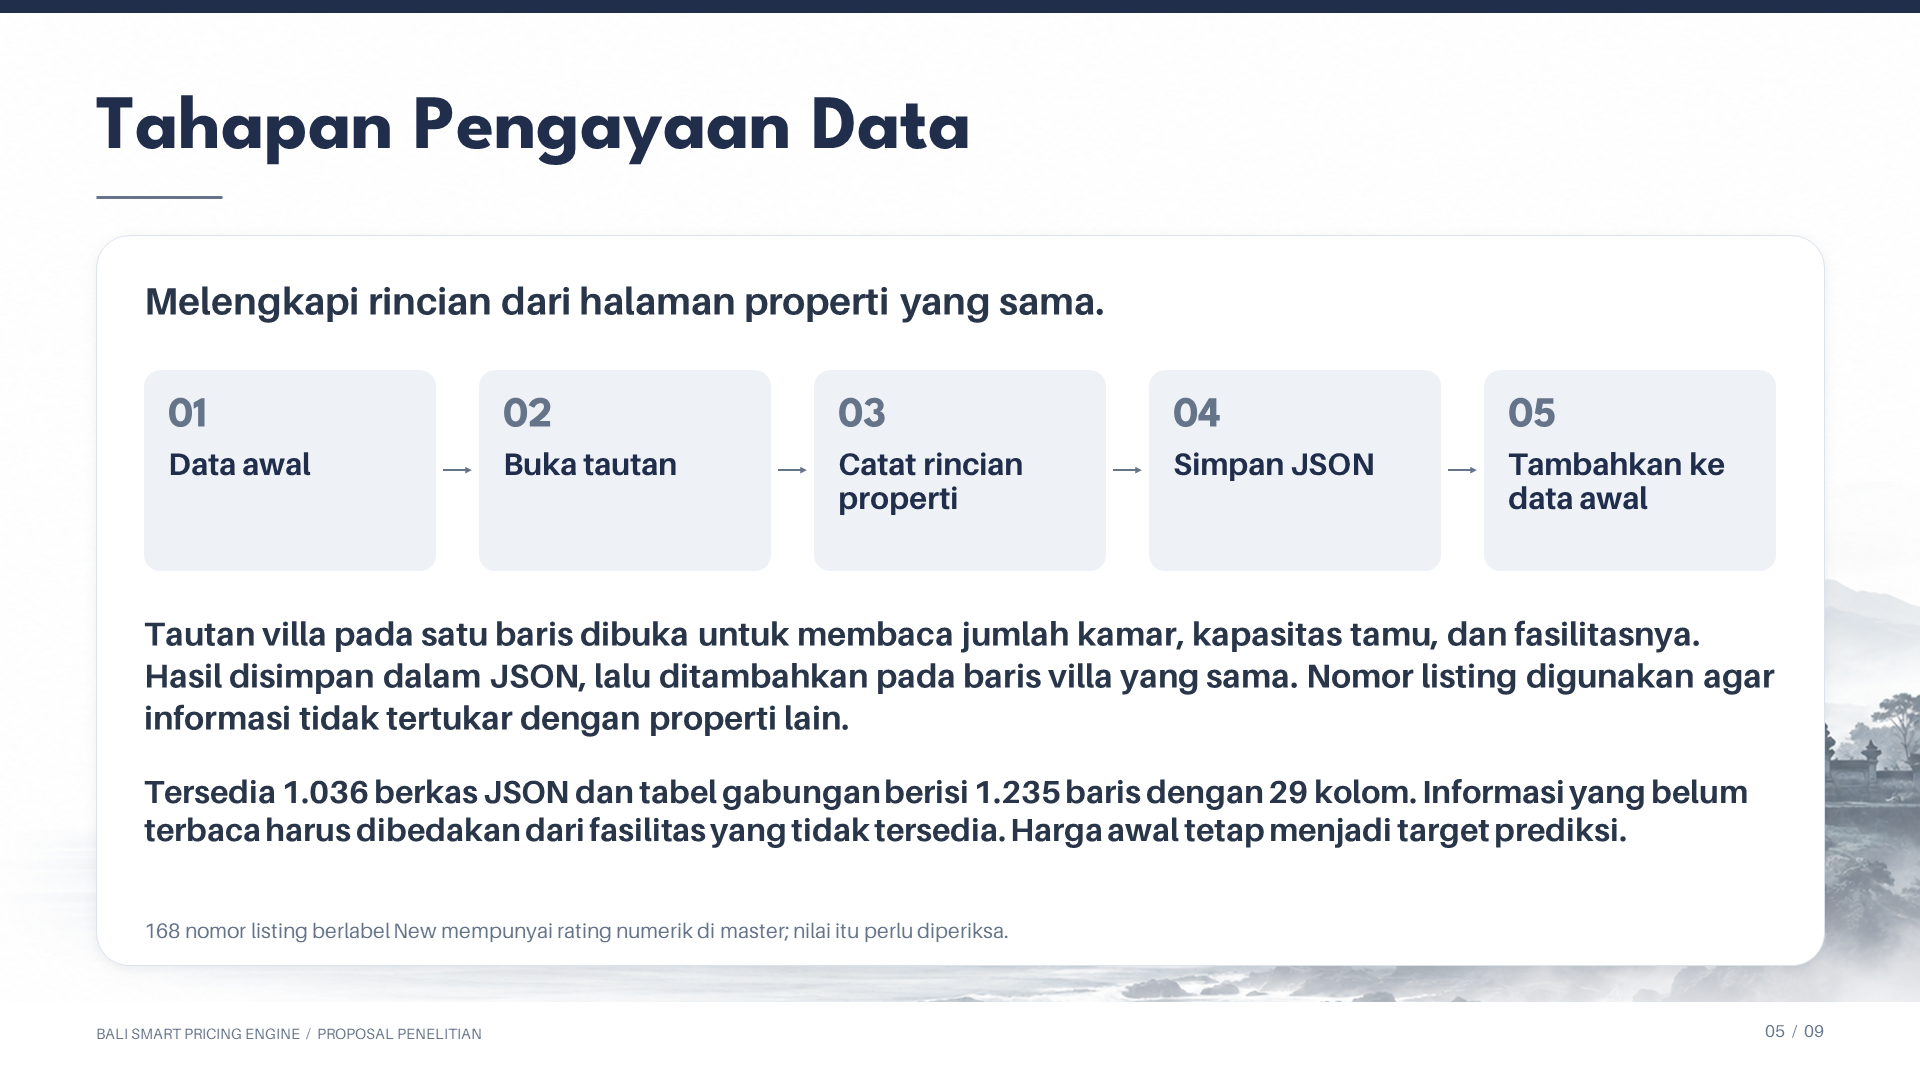 Tahapan Pengayaan Data
Melengkapi rincian dari halaman properti yang sama.
01
Data awal
02
Buka tautan
03
Catat rincian
properti
04
Simpan JSON
05
Tambahkan ke
data awal
Tautan villa pada satu baris dibuka untuk membaca jumlah kamar, kapasitas tamu, dan fasilitasnya.
Hasil disimpan dalam JSON, lalu ditambahkan pada baris villa yang sama. Nomor listing digunakan agar
informasi tidak tertukar dengan properti lain.
Tersedia 1.036 berkas JSON dan tabel gabungan berisi 1.235 baris dengan 29 kolom. Informasi yang belum
terbaca harus dibedakan dari fasilitas yang tidak tersedia. Harga awal tetap menjadi target prediksi.
168 nomor listing berlabel New mempunyai rating numerik di master; nilai itu perlu diperiksa.
BALI SMART PRICING ENGINE / PROPOSAL PENELITIAN
05 / 09